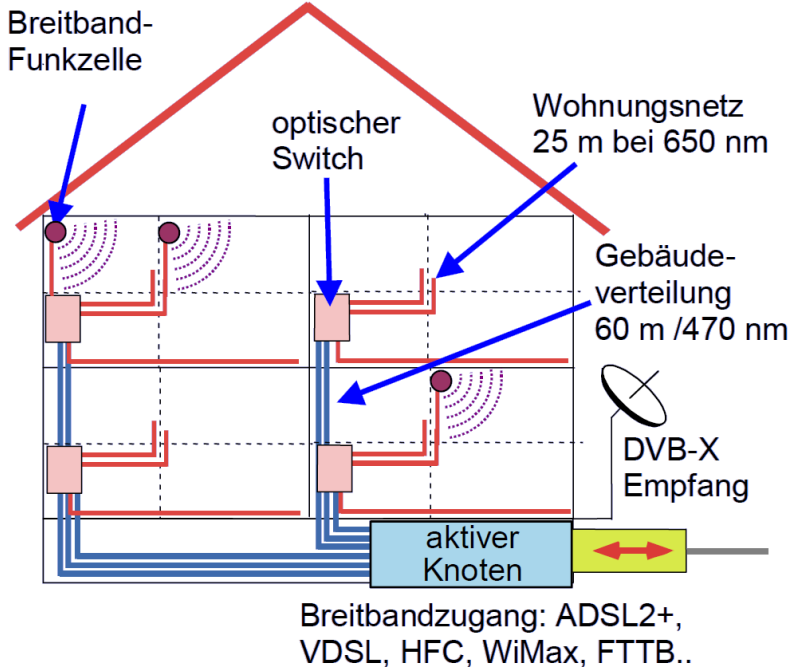 Breitband-
Funkzelle
optischer
Switch
Wohnungsnetz
25 m bei 650 nm
Gebäude-
verteilung
60 m /470 nm
DVB-X
Empfang
aktiver
Knoten
Breitbandzugang: ADSL2+,
VDSL, HFC, WiMax, FTTB..